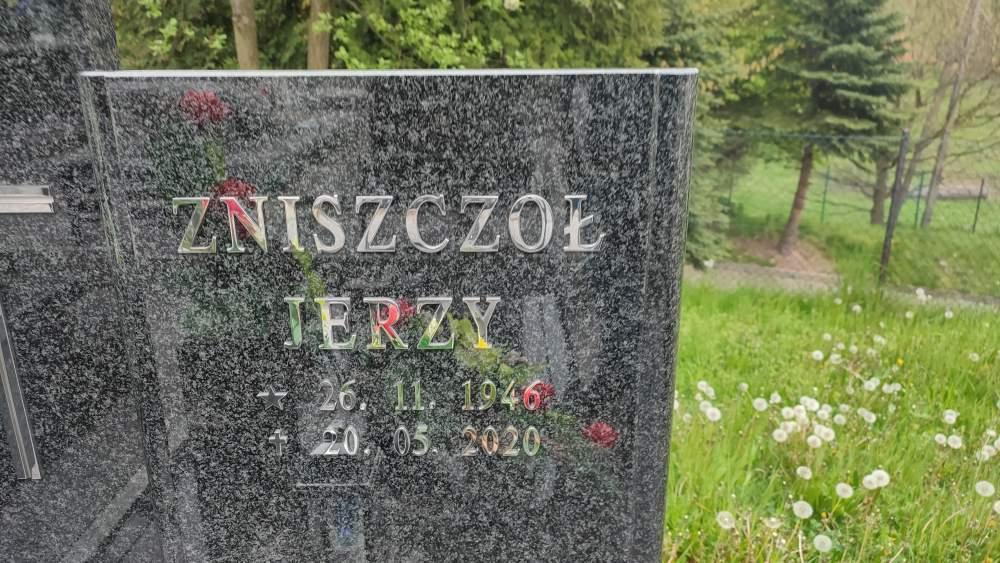 ZNISZCZOŁ
JERZY
★ 26. 11. 1946
✝ 20. 05. 2020